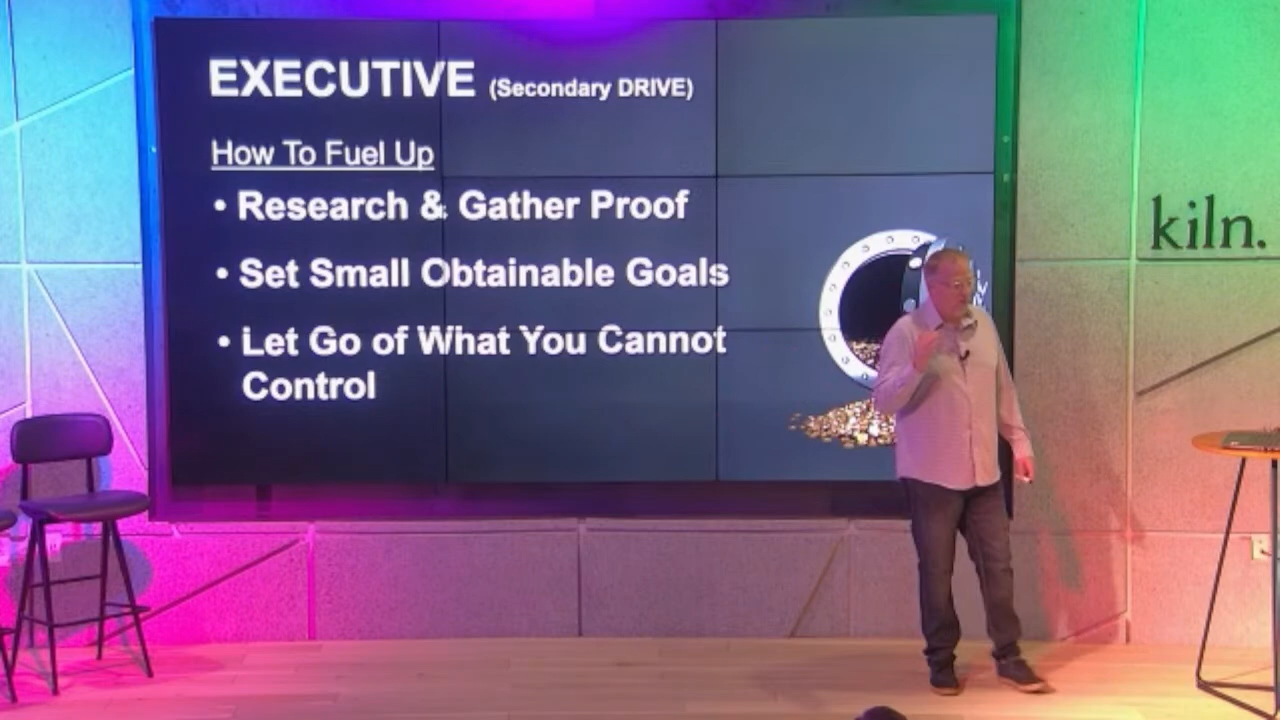 EXECUTIVE (Secondary DRIVE)
How To Fuel Up
• Research & Gather Proof
• Set Small Obtainable Goals
• Let Go of What You Cannot
Control
kiln.